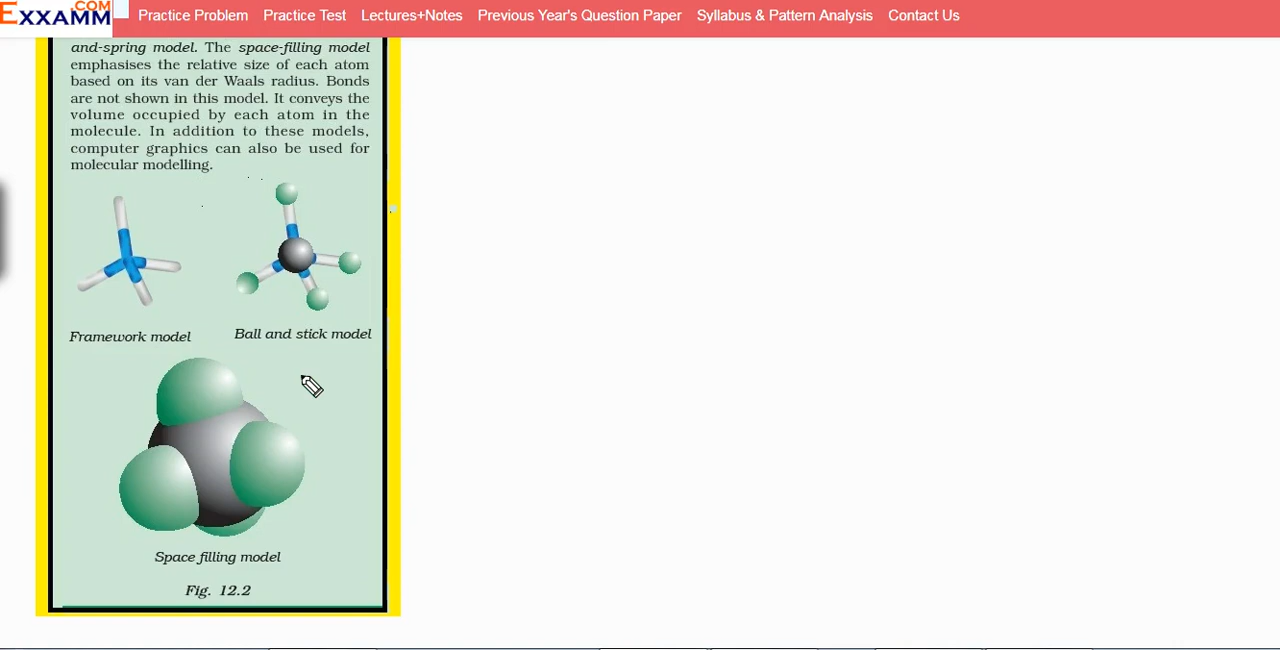 EXXAMM
.COM
Practice Problem Practice Test Lectures+Notes Previous Year's Question Paper Syllabus & Pattern Analysis Contact Us
and-spring model. The space-filling model
emphasises the relative size of each atom
based on its van der Waals radius. Bonds
are not shown in this model. It conveys the
volume occupied by each atom in the
molecule. In addition to these models,
computer graphics can also be used for
molecular modelling.
Framework model
Ball and stick model
Space filling model
Fig. 12.2